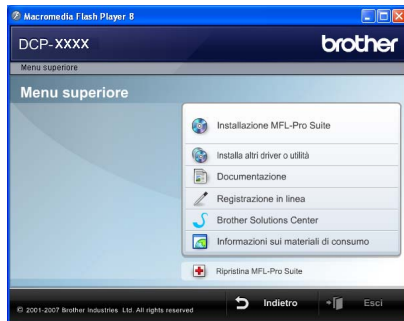 Macromedia Flash Player 8
DCP-XXXX
brother
Menu superiore
Menu superiore
Installazione MFL-Pro Suite
Installa altri driver o utilità
Documentazione
Registrazione in linea
Brother Solutions Center
Informazioni sui materiali di consumo
Ripristina MFL-Pro Suite
© 2001-2007 Brother Industries Ltd. All rights reserved
Indietro
Esci